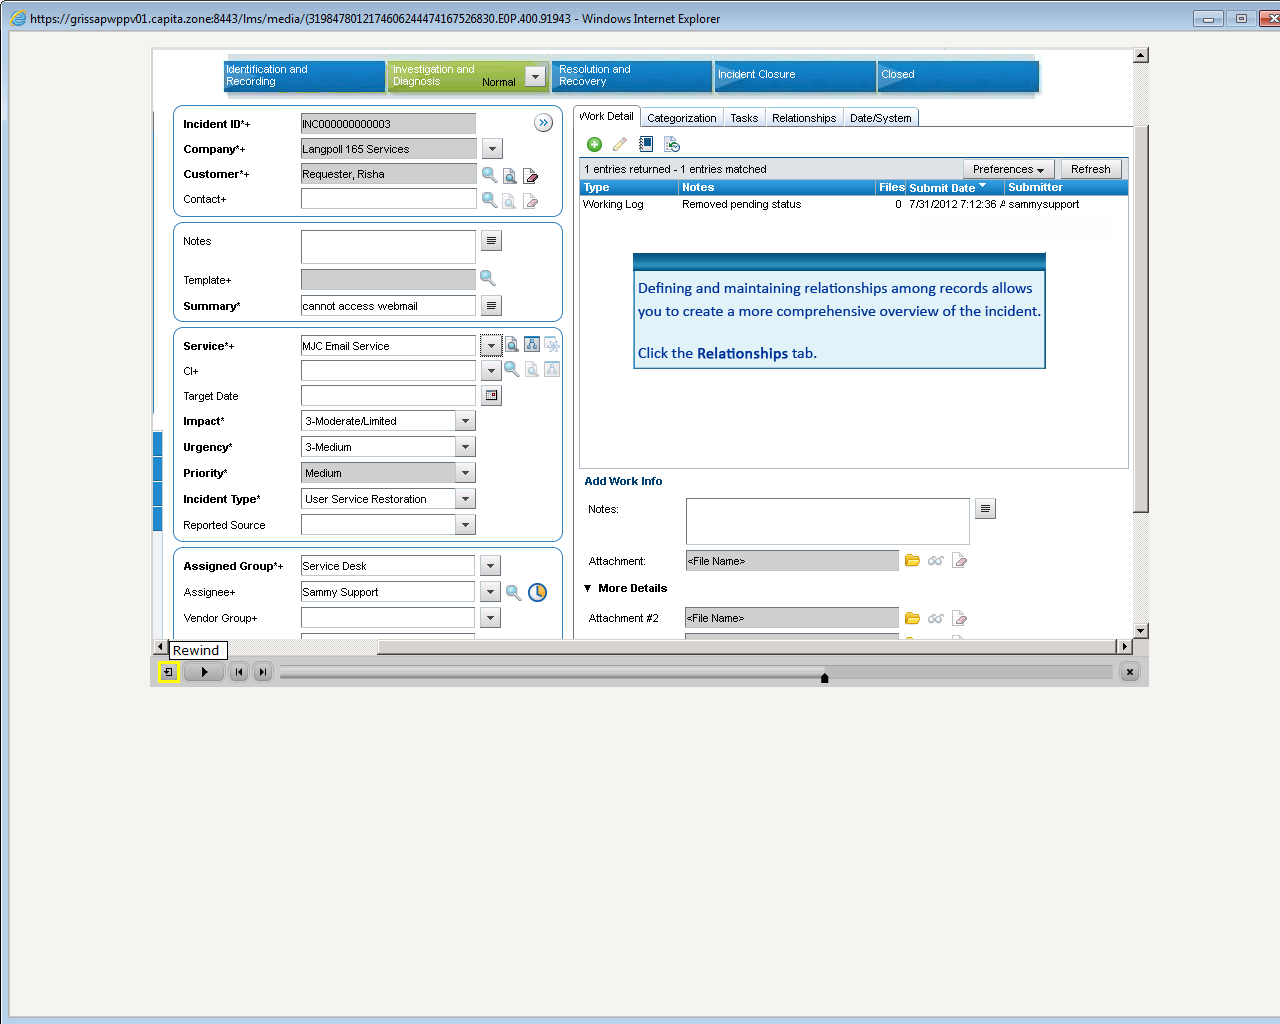 https://grissapwppv01.capita.zone:8443/lms/media/(3198478012174606244474167526830.E0P.400.91943 - Windows Internet Explorer
Identification and Recording
Investigation and Diagnosis
Normal
Resolution and Recovery
Incident Closure
Closed
Incident ID*+ INC000000000003
Company*+ Langpoll 165 Services
Customer*+ Requester, Risha
Contact+
Notes
Template+
Summary* cannot access webmail
Service*+ MJC Email Service
CI+
Target Date
Impact* 3-Moderate/Limited
Urgency* 3-Medium
Priority* Medium
Incident Type* User Service Restoration
Reported Source
Assigned Group*+ Service Desk
Assignee+ Sammy Support
Vendor Group+
Work Detail Categorization Tasks Relationships Date/System
1 entries returned - 1 entries matched Preferences Refresh
Type Notes Files Submit Date Submitter
Working Log Removed pending status 0 7/31/2012 7:12:36 A sammysupport
Defining and maintaining relationships among records allows
you to create a more comprehensive overview of the incident.
Click the Relationships tab.
Add Work Info
Notes:
Attachment: <File Name>
More Details
Attachment #2 <File Name>
Rewind